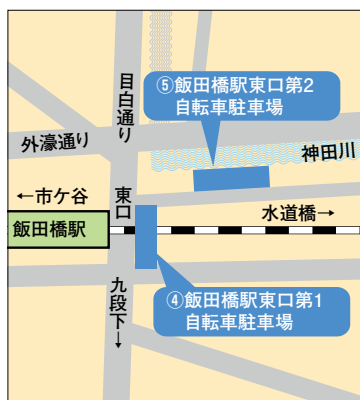 目白通り
⑤飯田橋駅東口第2
自転車駐車場
外濠通り
神田川
←市ケ谷
東口
水道橋→
飯田橋駅
九段下→
④飯田橋駅東口第1
自転車駐車場